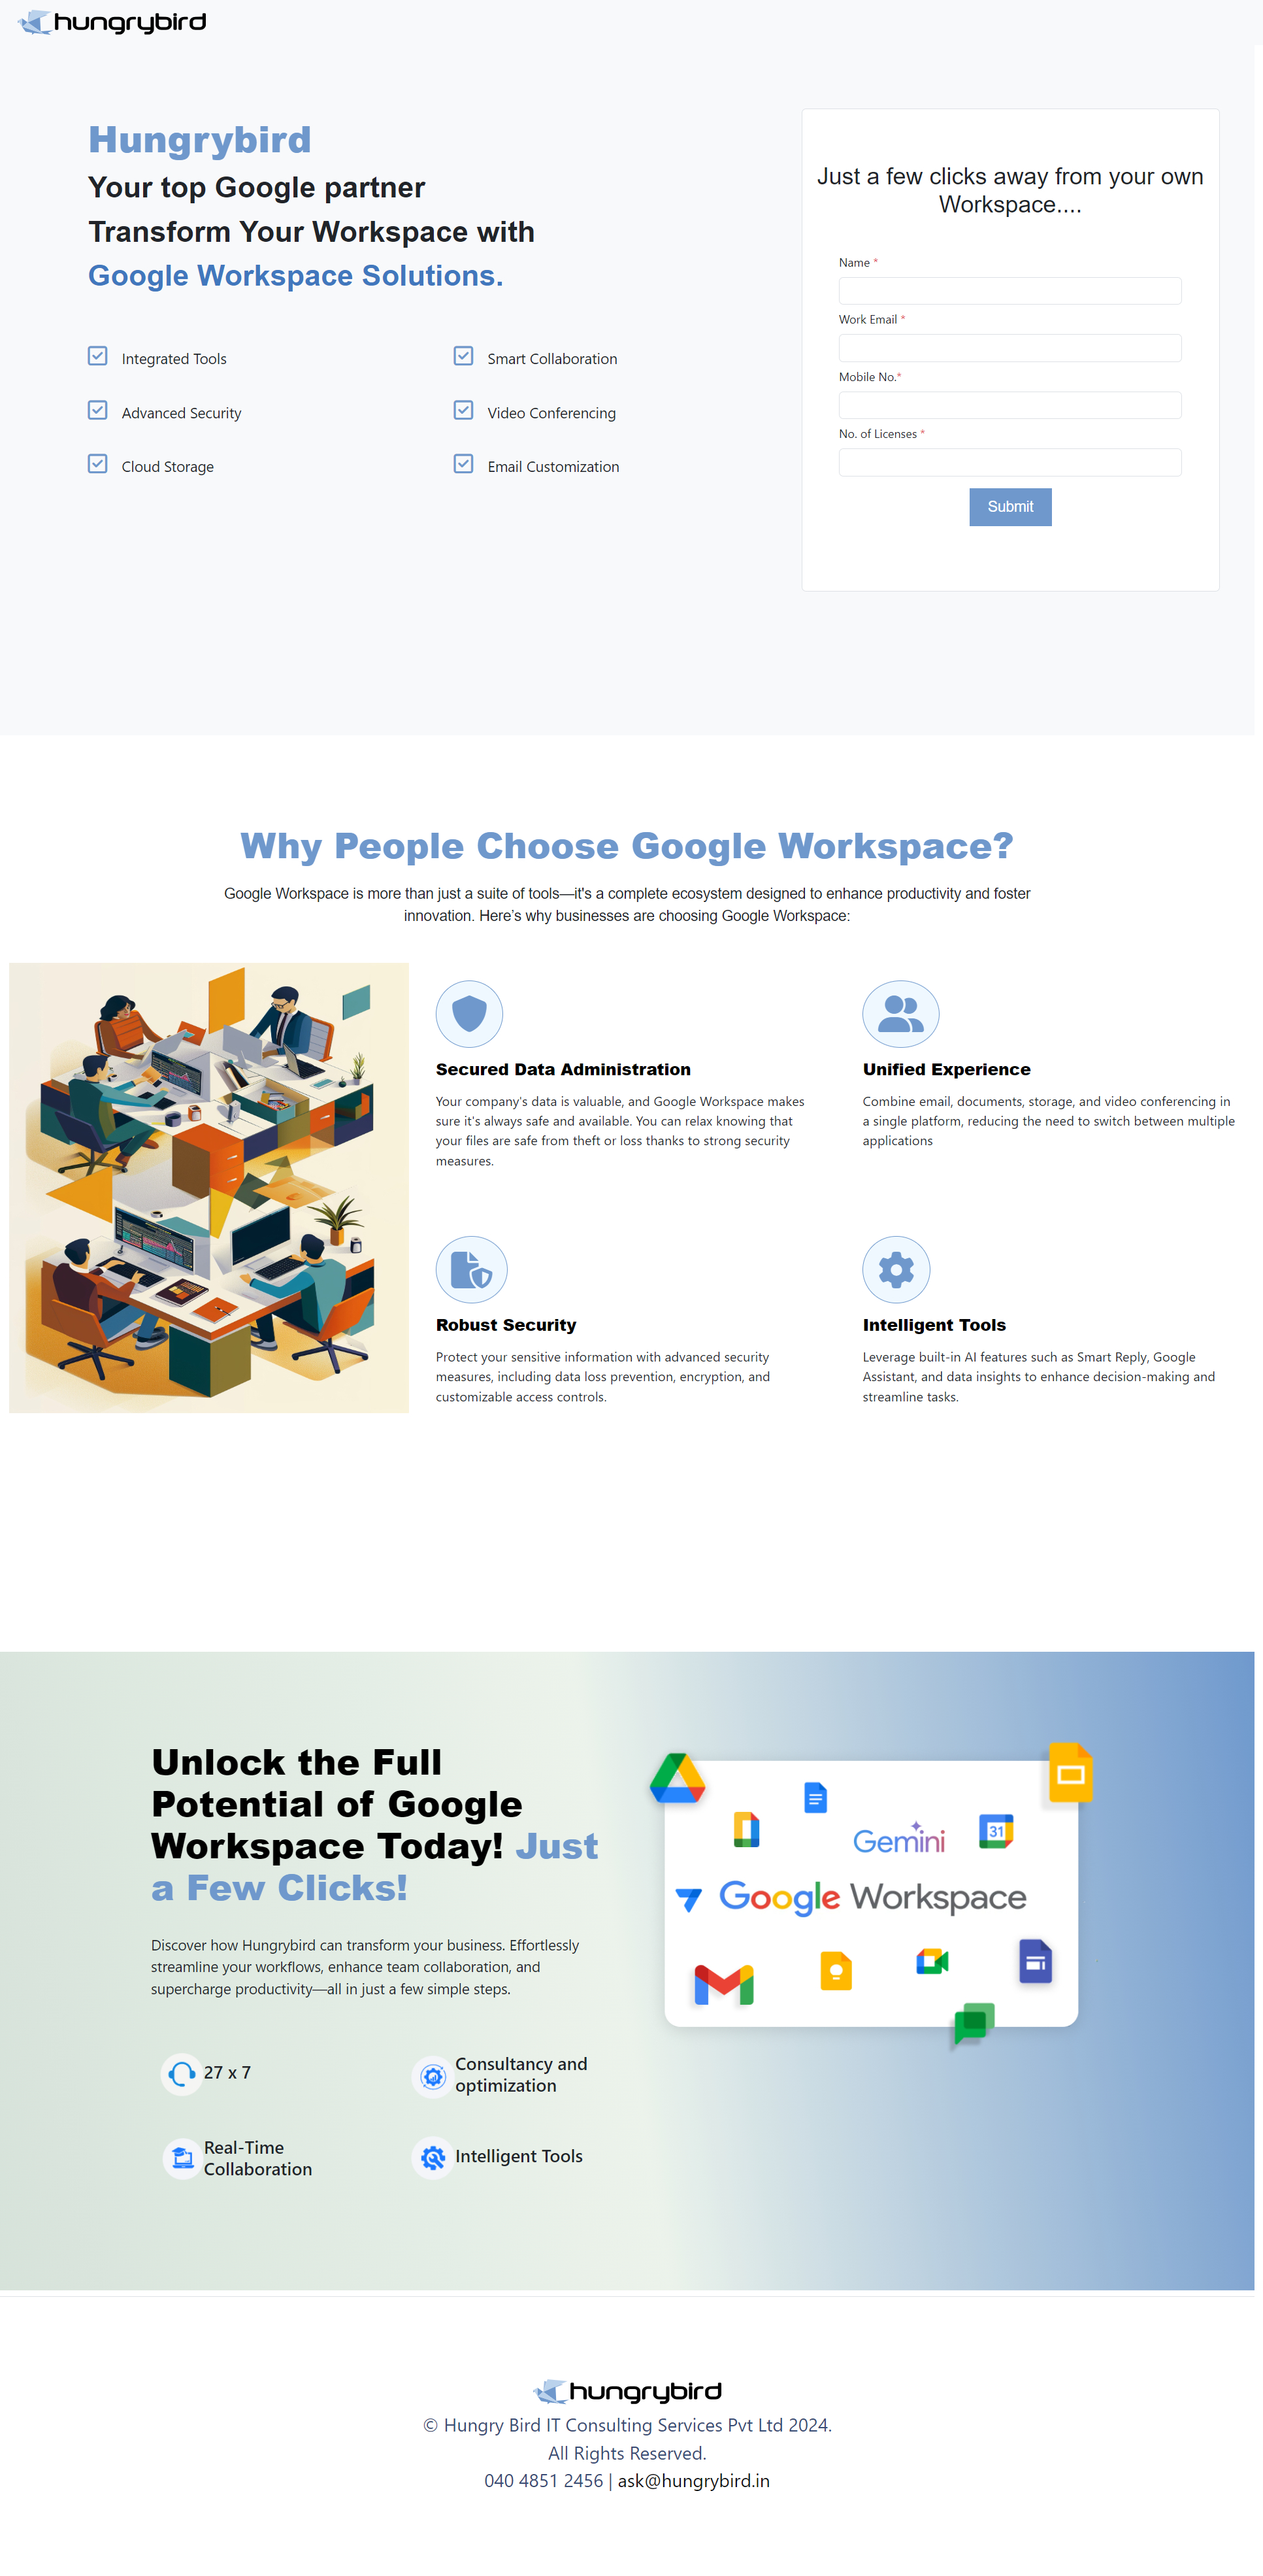 hungrybird
Hungrybird
Your top Google partner
Transform Your Workspace with
Google Workspace Solutions.
Integrated Tools
Smart Collaboration
Advanced Security
Video Conferencing
Cloud Storage
Email Customization
Just a few clicks away from your own
Workspace....
Name *
Work Email *
Mobile No.*
No. of Licenses *
Submit
Why People Choose Google Workspace?
Google Workspace is more than just a suite of tools—it's a complete ecosystem designed to enhance productivity and foster
innovation. Here's why businesses are choosing Google Workspace:
Secured Data Administration
Your company's data is valuable, and Google Workspace makes
sure it's always safe and available. You can relax knowing that
your files are safe from theft or loss thanks to strong security
measures.
Unified Experience
Combine email, documents, storage, and video conferencing in
a single platform, reducing the need to switch between multiple
applications
Robust Security
Protect your sensitive information with advanced security
measures, including data loss prevention, encryption, and
customizable access controls.
Intelligent Tools
Leverage built-in AI features such as Smart Reply, Google
Assistant, and data insights to enhance decision-making and
streamline tasks.
Unlock the Full
Potential of Google
Workspace Today! Just
a Few Clicks!
Discover how Hungrybird can transform your business. Effortlessly
streamline your workflows, enhance team collaboration, and
supercharge productivity—all in just a few simple steps.
27 x 7
Consultancy and
optimization
Real-Time
Collaboration
Intelligent Tools
Gemini
31
Google Workspace
hungrybird
© Hungry Bird IT Consulting Services Pvt Ltd 2024.
All Rights Reserved.
040 4851 2456 | ask@hungrybird.in